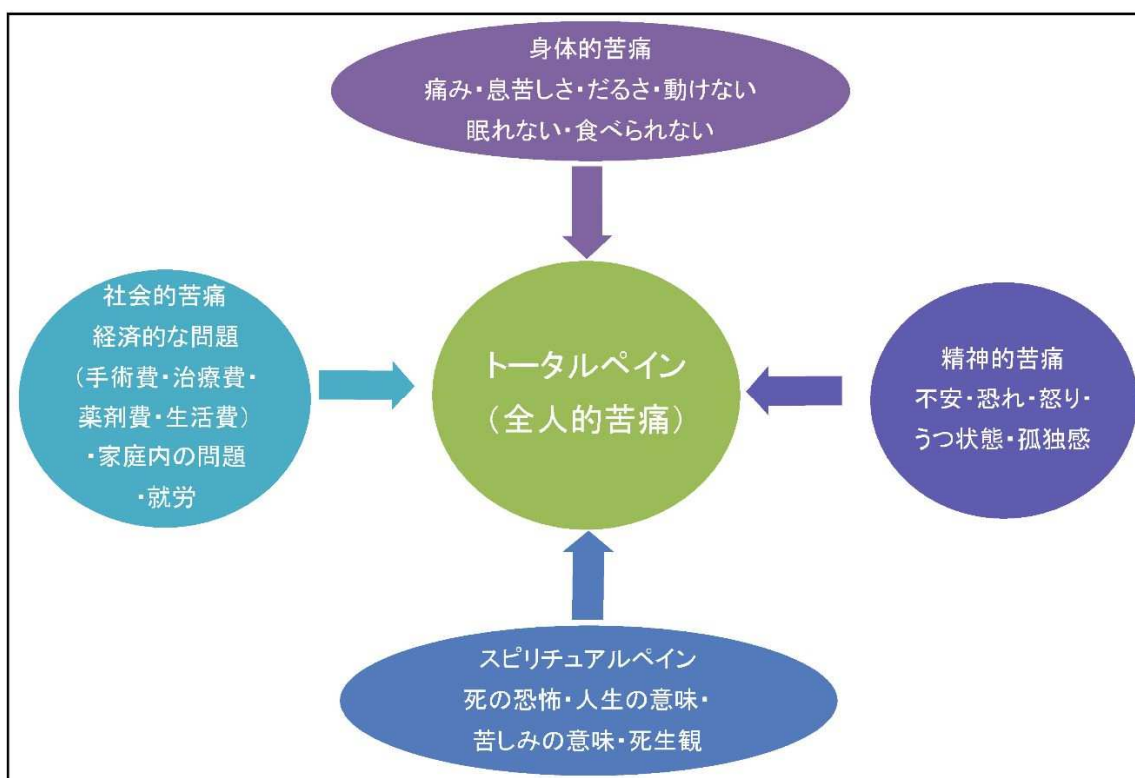 身体的苦痛
痛み・息苦しさ・だるさ・動けない
眠れない・食べられない
社会的苦痛
経済的な問題
(手術費・治療費・
薬剤費・生活費)
・家庭内の問題
・就労
トータルペイン
(全人的苦痛)
精神的苦痛
不安・恐れ・怒り・
うつ状態・孤独感
スピリチュアルペイン
死の恐怖・人生の意味・
苦しみの意味・死生観